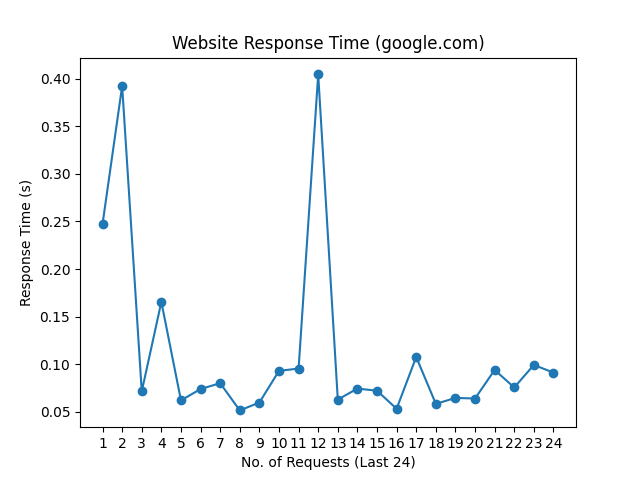 Website Response Time (google.com)
0.40
0.35
0.30
0.25
0.20
0.15
0.10
0.05
Response Time (s)
1 2 3 4 5 6 7 8 9 10 11 12 13 14 15 16 17 18 19 20 21 22 23 24
No. of Requests (Last 24)